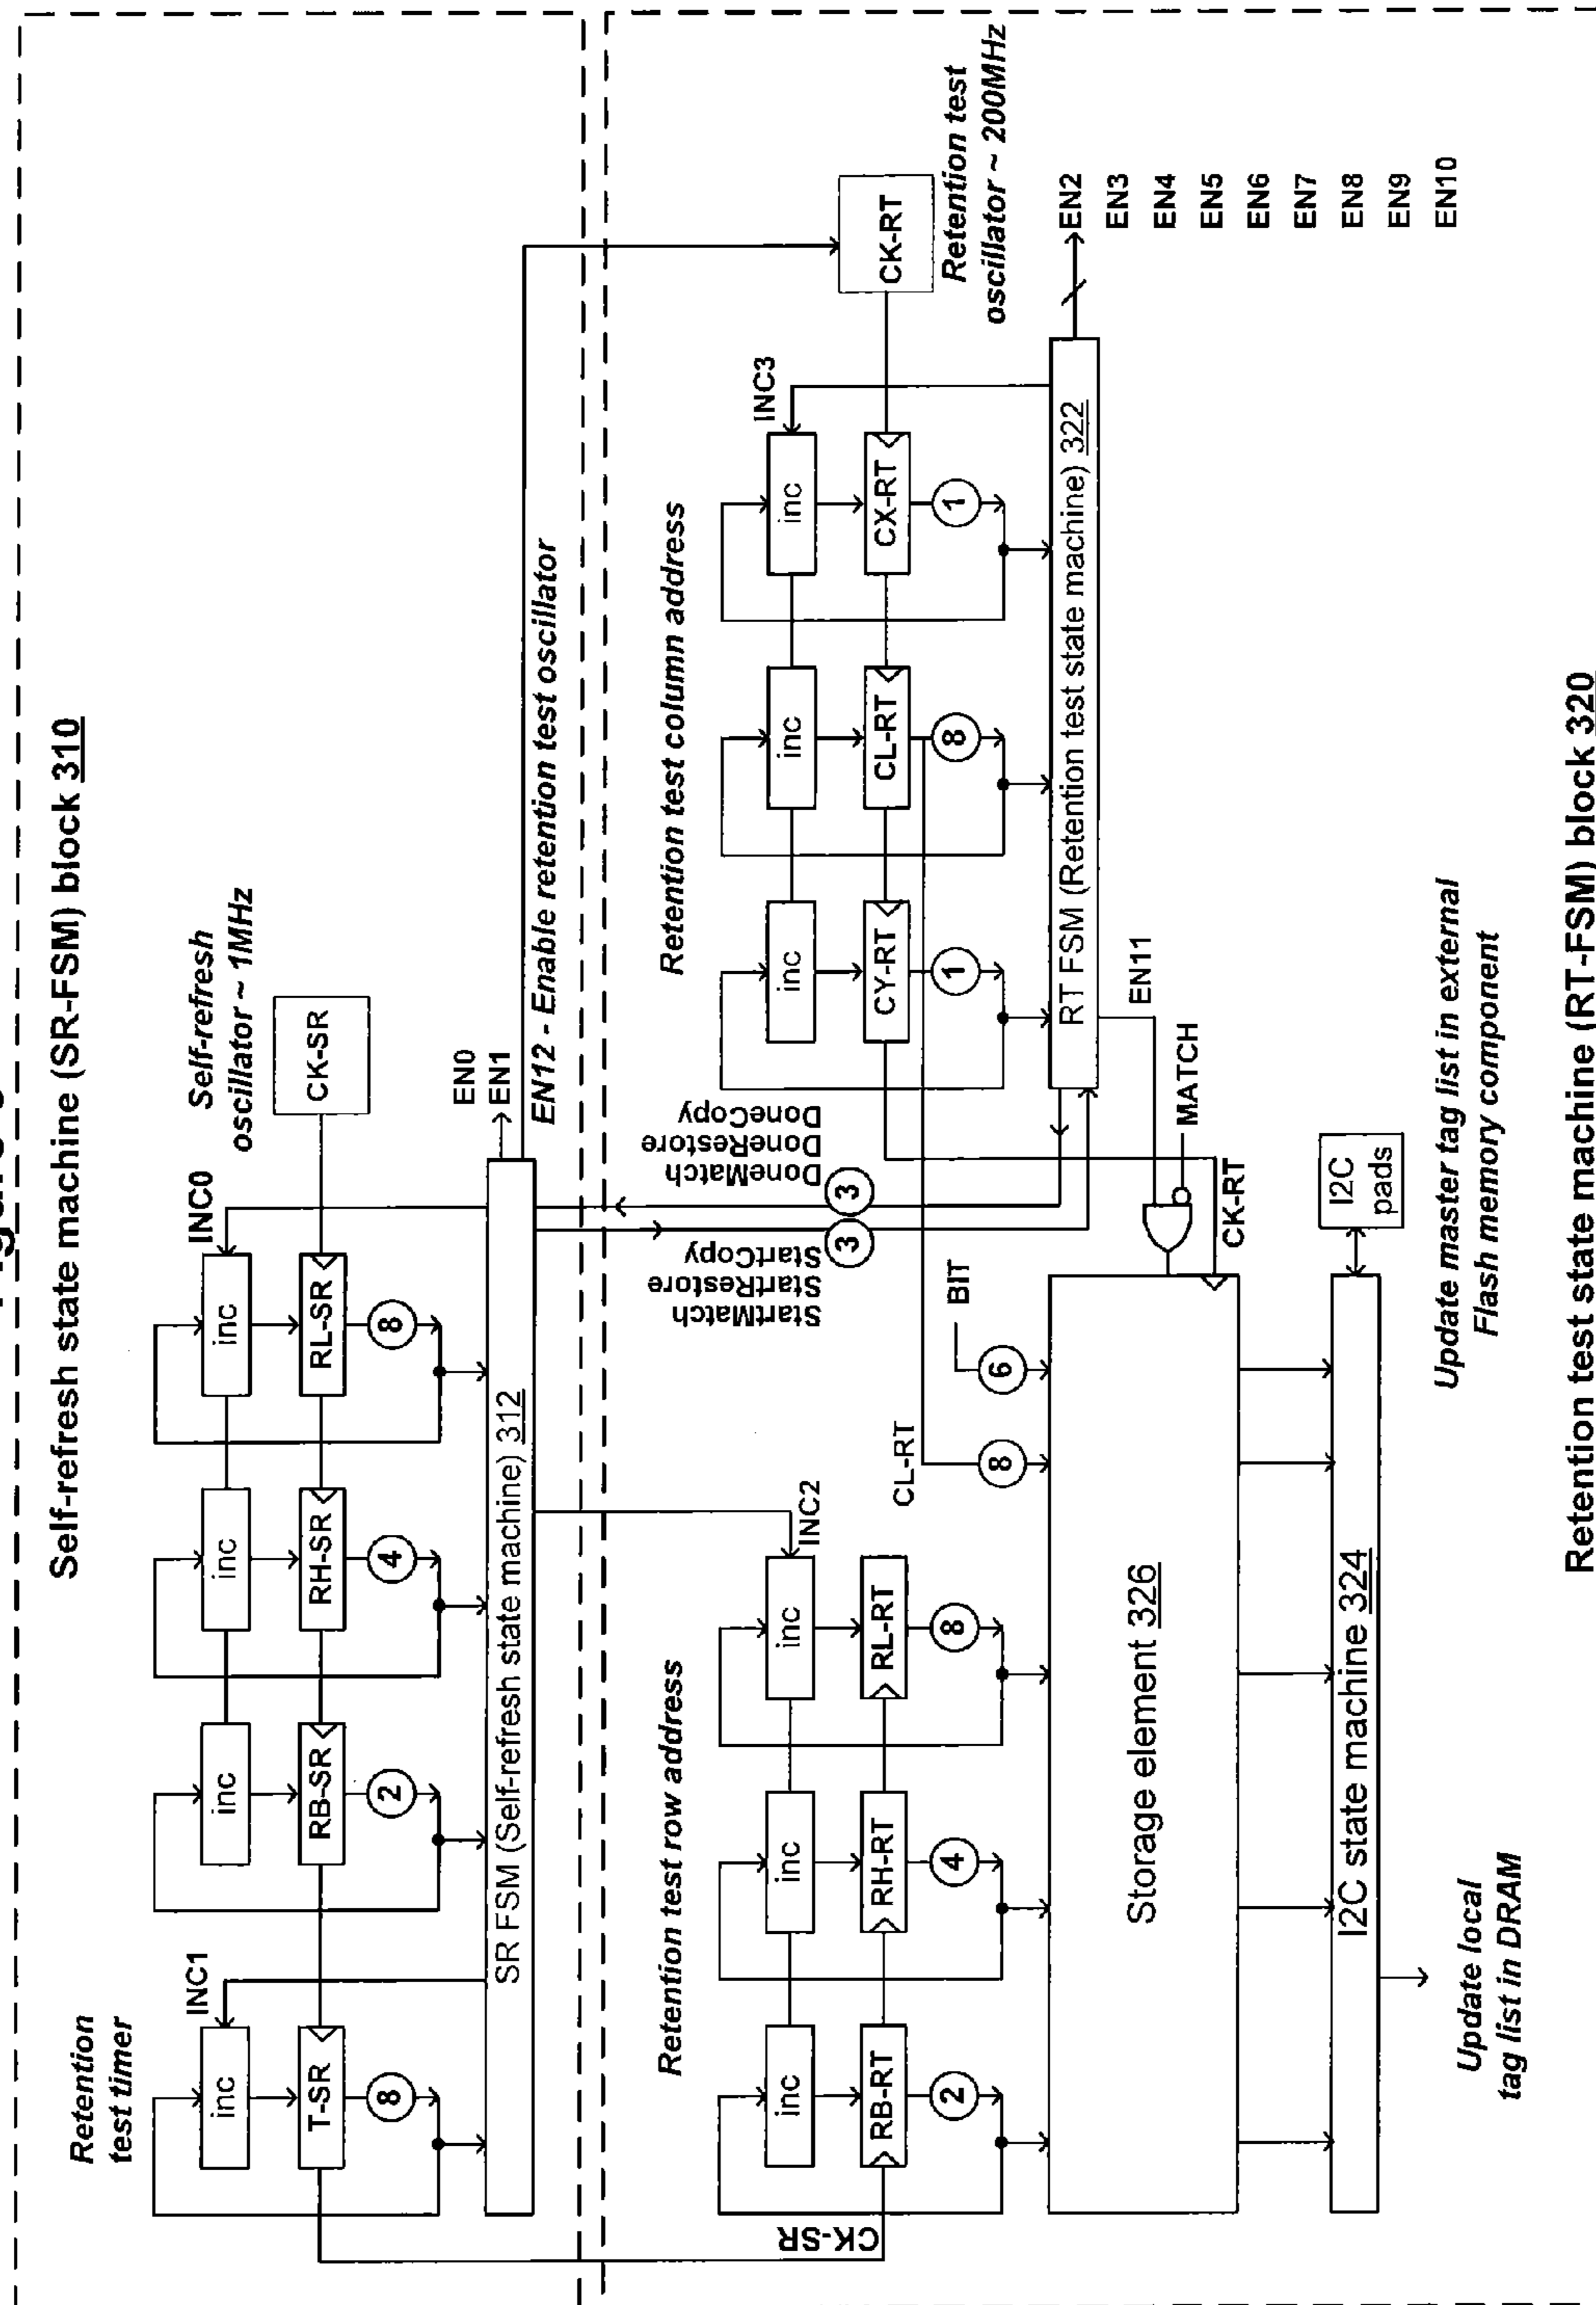 Self-refresh state machine (SR-FSM) block 310
Retention
test timer
Self-refresh
oscillator ~ 1MHz
INC1
INC0
inc
inc
inc
inc
T-SR
RB-SR
RH-SR
RL-SR
CK-SR
8
2
4
8
SR FSM (Self-refresh state machine) 312
EN0
EN1
EN12 - Enable retention test oscillator
Retention test row address
Retention test column address
INC2
INC3
inc
inc
inc
inc
inc
inc
CK-SR
RB-RT
RH-RT
RL-RT
CY-RT
CL-RT
CX-RT
CK-RT
2
4
8
1
8
1
Retention test
oscillator ~ 200MHz
StartMatch
StartRestore
StartCopy
3
DoneMatch
DoneRestore
DoneCopy
3
CL-RT
BIT
8
6
RT FSM (Retention test state machine) 322
EN11
MATCH
CK-RT
EN2
EN3
EN4
EN5
EN6
EN7
EN8
EN9
EN10
Storage element 326
I2C state machine 324
I2C
pads
Update local
tag list in DRAM
Update master tag list in external
Flash memory component
Retention test state machine (RT-FSM) block 320